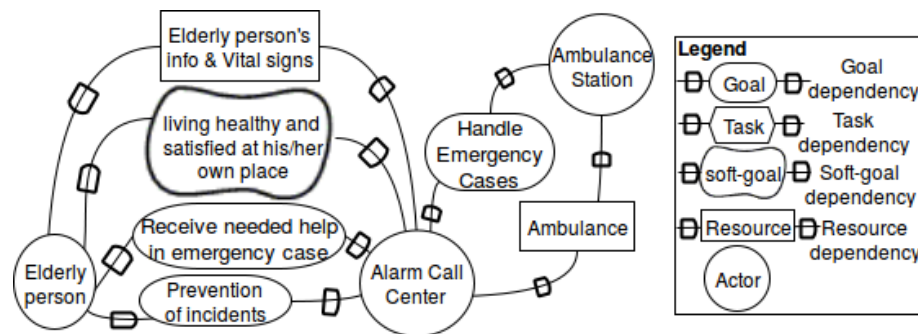 Elderly person's
info & Vital signs
living healthy and
satisfied at his/her
own place
Receive needed help
in emergency case
Prevention
of incidents
Elderly
person
Alarm Call
Center
Handle
Emergency
Cases
Ambulance
Station
Ambulance
Legend
Goal
Goal
dependency
Task
Task
dependency
soft-goal
Soft-goal
dependency
Resource
Resource
dependency
Actor